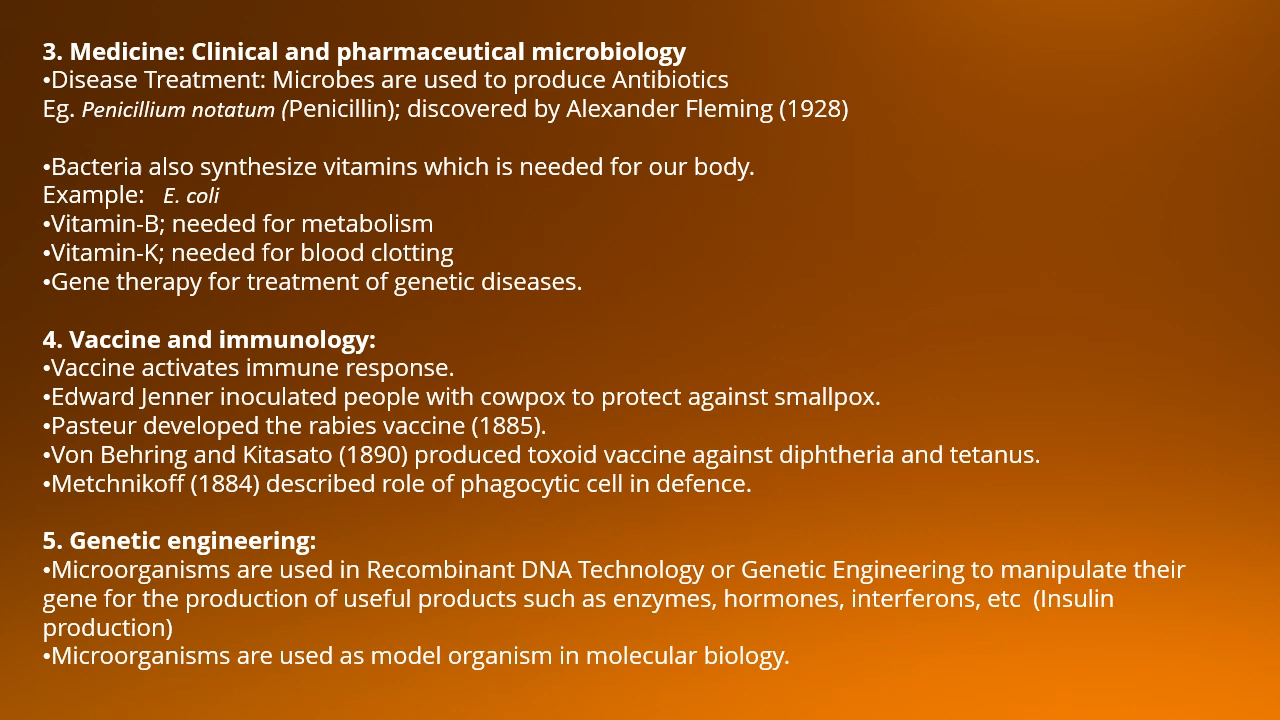 3. Medicine: Clinical and pharmaceutical microbiology
•Disease Treatment: Microbes are used to produce Antibiotics
Eg. Penicillium notatum (Penicillin); discovered by Alexander Fleming (1928)
•Bacteria also synthesize vitamins which is needed for our body.
Example: E. coli
•Vitamin-B; needed for metabolism
•Vitamin-K; needed for blood clotting
•Gene therapy for treatment of genetic diseases.
4. Vaccine and immunology:
•Vaccine activates immune response.
•Edward Jenner inoculated people with cowpox to protect against smallpox.
•Pasteur developed the rabies vaccine (1885).
•Von Behring and Kitasato (1890) produced toxoid vaccine against diphtheria and tetanus.
•Metchnikoff (1884) described role of phagocytic cell in defence.
5. Genetic engineering:
•Microorganisms are used in Recombinant DNA Technology or Genetic Engineering to manipulate their
gene for the production of useful products such as enzymes, hormones, interferons, etc (Insulin
production)
•Microorganisms are used as model organism in molecular biology.